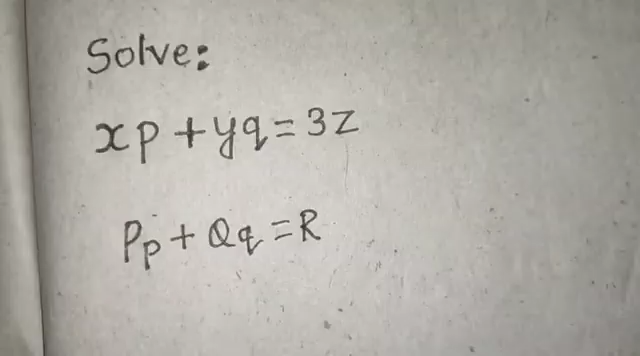 Solve:
xp + yq = 3z
Pp + Qq = R